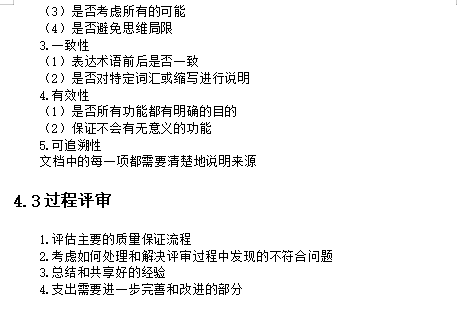 （3）是否考虑所有的可能
（4）是否避免思维局限
3.一致性
（1）表达术语前后是否一致
（2）是否对特定词汇或缩写进行说明
4.有效性
（1）是否所有功能都有明确的目的
（2）保证不会有无意义的功能
5.可追溯性
文档中的每一项都需要清楚地说明来源
4.3过程评审
1.评估主要的质量保证流程
2.考虑如何处理和解决评审过程中发现的不符合问题
3.总结和共享好的经验
4.支出需要进一步完善和改进的部分